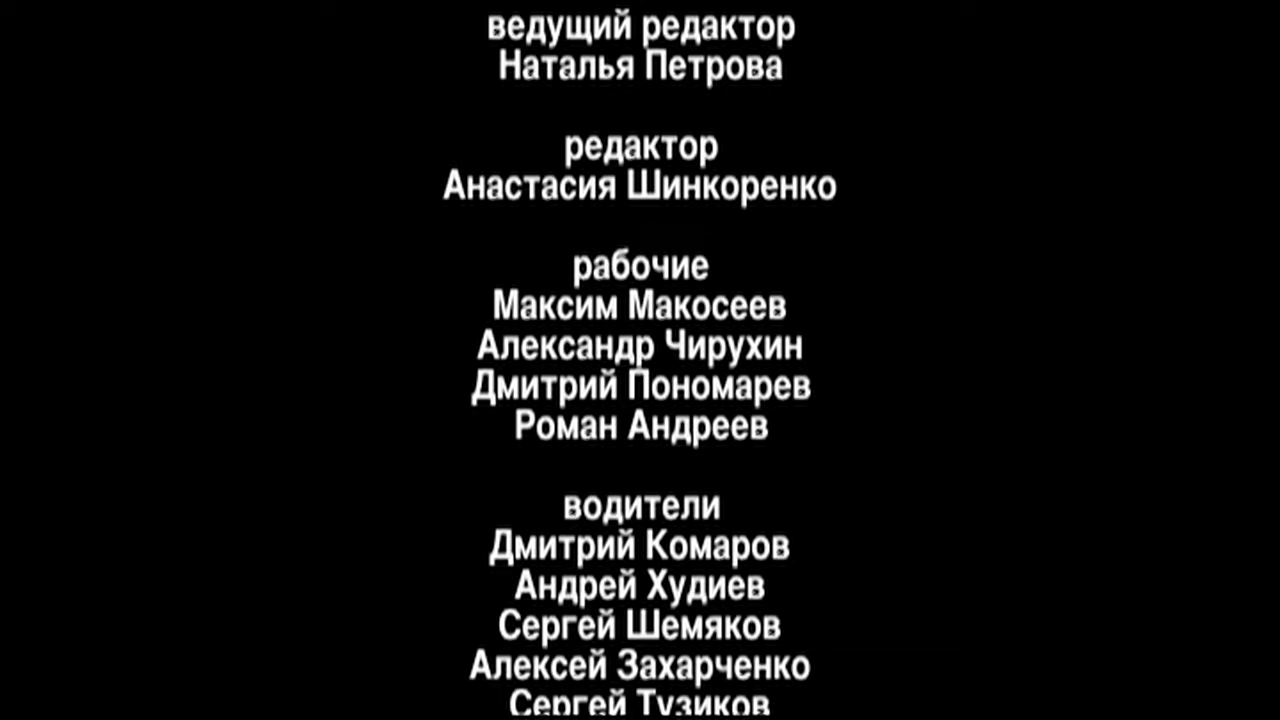 ведущий редактор
Наталья Петрова
редактор
Анастасия Шинкоренко
рабочие
Максим Макосеев
Александр Чирухин
Дмитрий Пономарев
Роман Андреев
водители
Дмитрий Комаров
Андрей Худиев
Сергей Шемяков
Алексей Захарченко
Сергей Тузиков